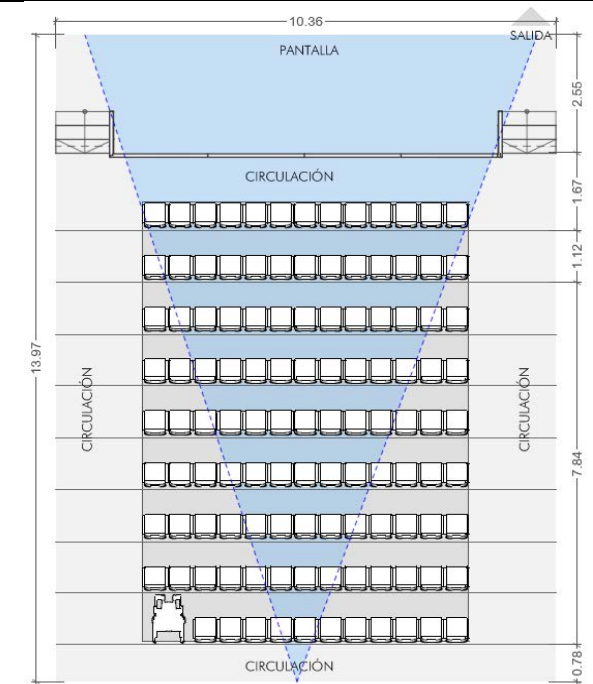 10.36
SALIDA
PANTALLA
2.55
CIRCULACIÓN
1.67
1.12
13.97
CIRCULACIÓN
CIRCULACIÓN
7.84
CIRCULACIÓN
0.78